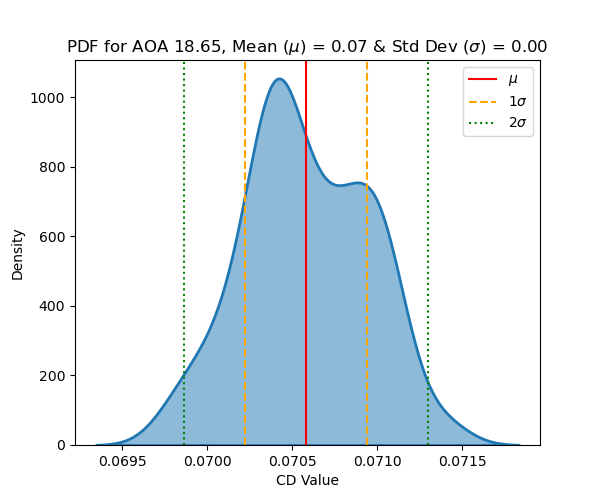 PDF for AOA 18.65, Mean (μ) = 0.07 & Std Dev (σ) = 0.00
μ
1σ
2σ
1000
800
600
400
200
0
Density
0.0695
0.0700
0.0705
0.0710
0.0715
CD Value